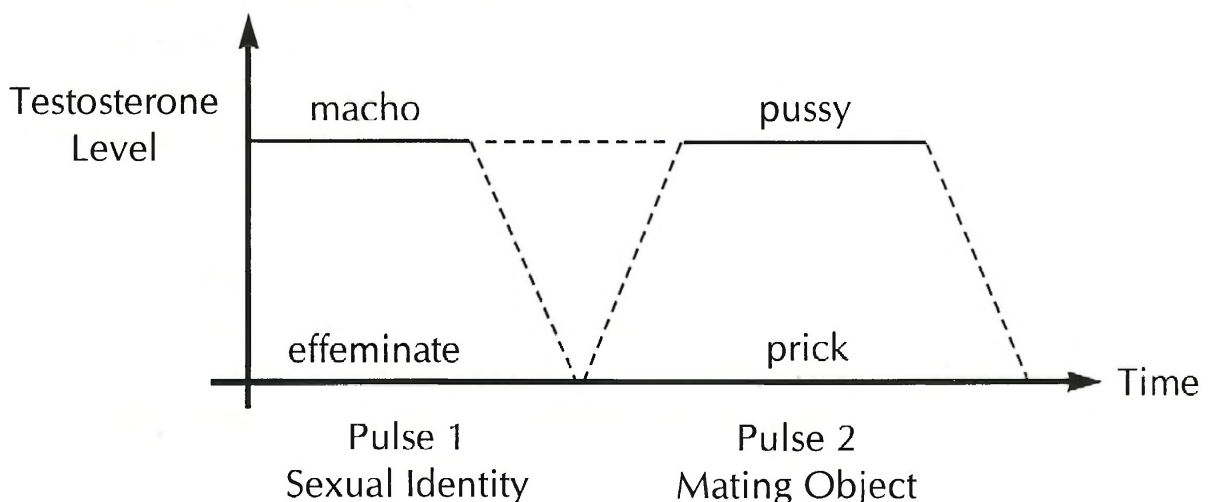 Testosterone
Level
macho
pussy
effeminate
prick
Time
Pulse 1
Sexual Identity
Pulse 2
Mating Object